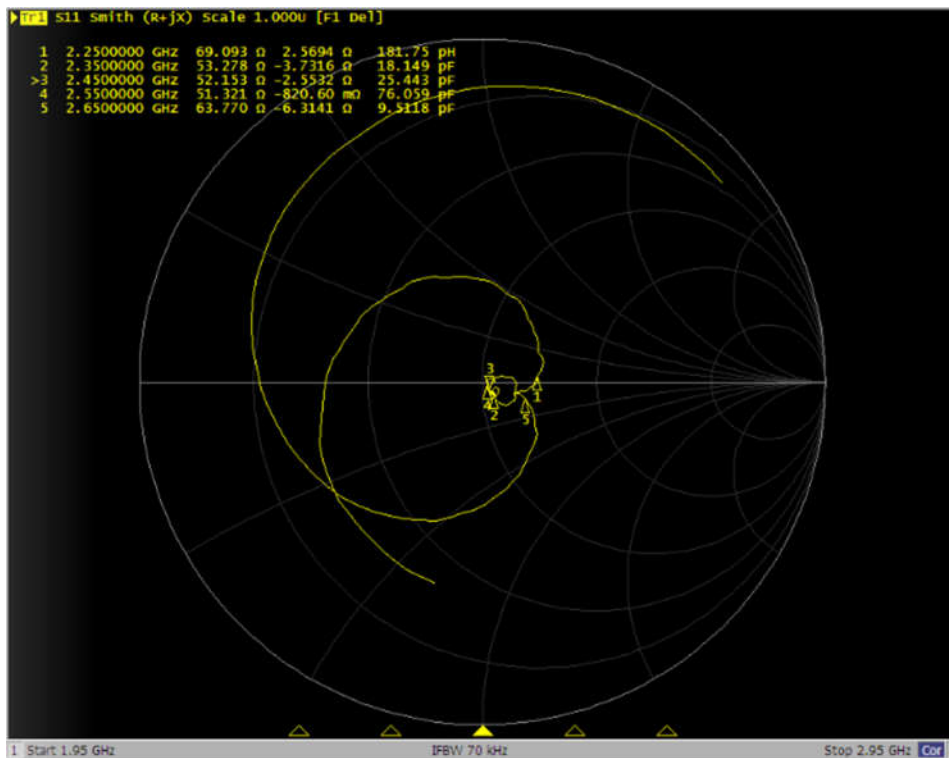 Tr1 S11 Smith (R+jX) Scale 1.000U [F1 Del]
1 2.2500000 GHz 69.093 Ω 2.5694 Ω 181.75 pH
2 2.3500000 GHz 53.278 Ω -3.7316 Ω 18.149 pF
>3 2.4500000 GHz 52.153 Ω -2.5532 Ω 25.443 pF
4 2.5500000 GHz 51.321 Ω -820.60 mΩ 76.059 pF
5 2.6500000 GHz 63.770 Ω -6.3141 Ω 9.5118 pF
3
4
2
5
1
1 Start 1.95 GHz IFBW 70 kHz Stop 2.95 GHz Cor